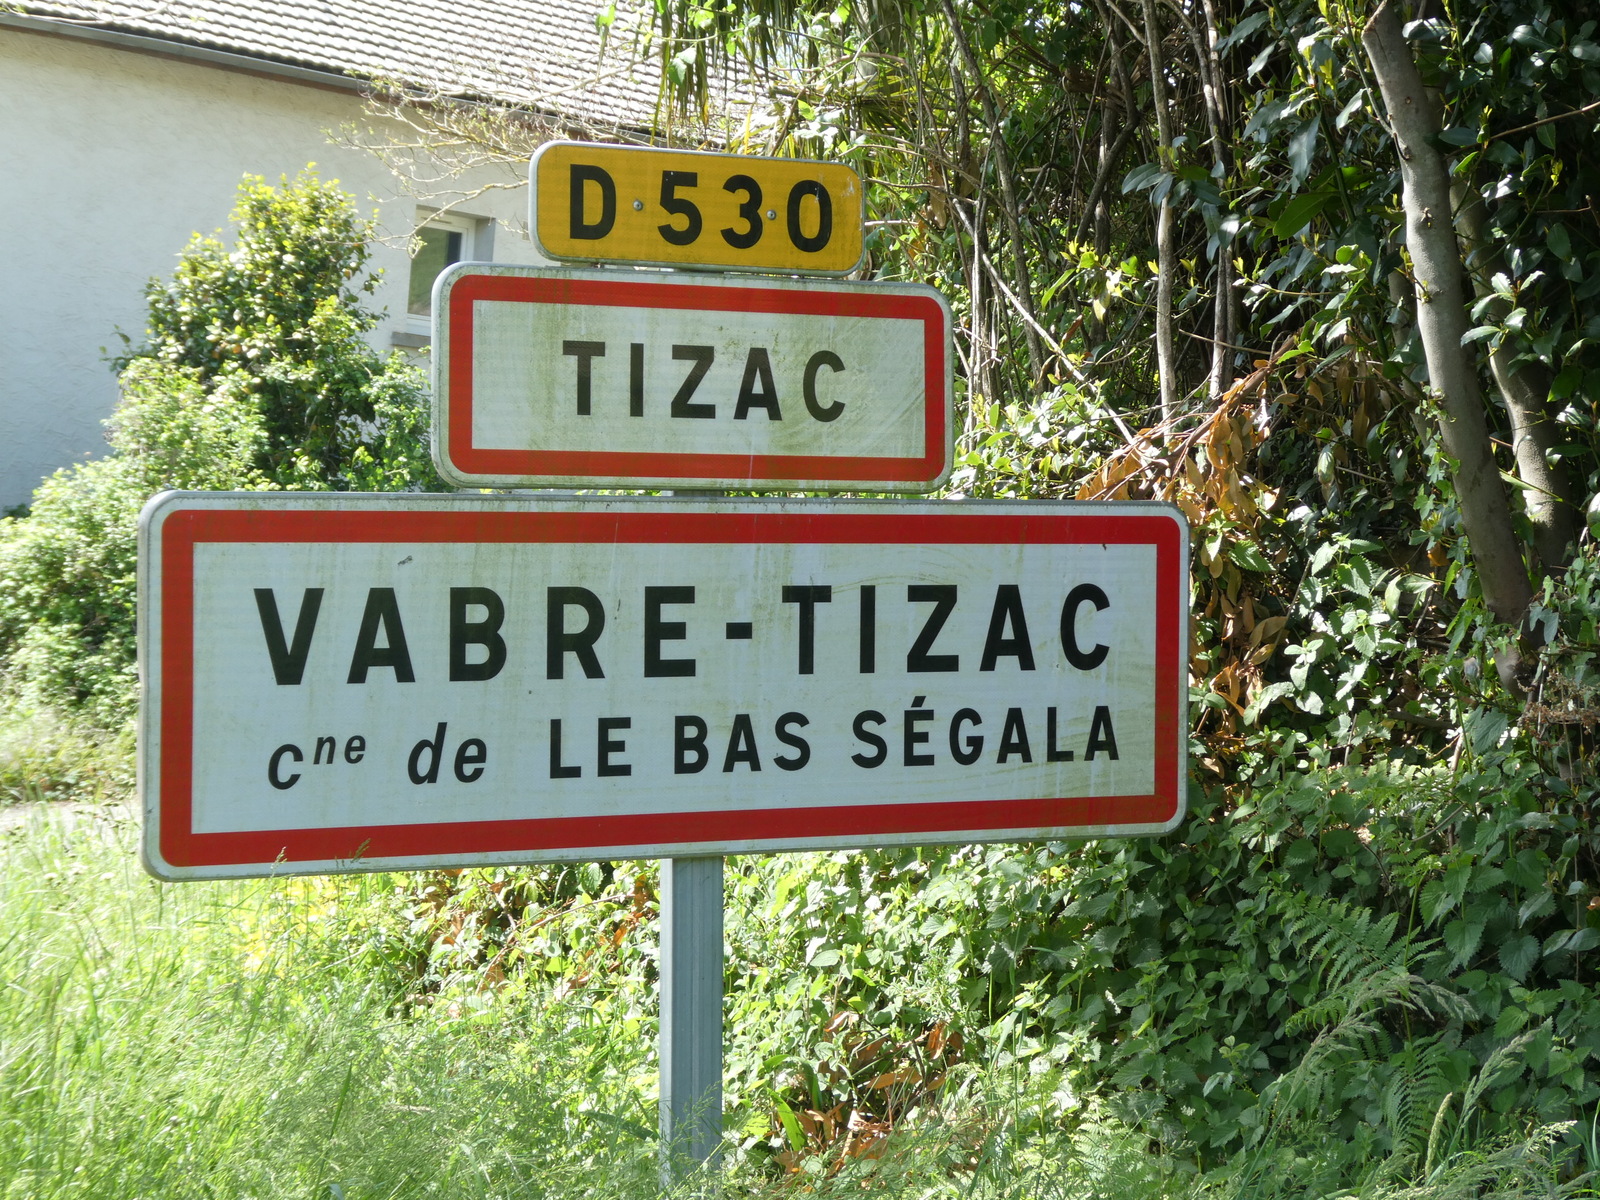 D 530
TIZAC
VABRE-TIZAC
cne de LE BAS SÉGALA